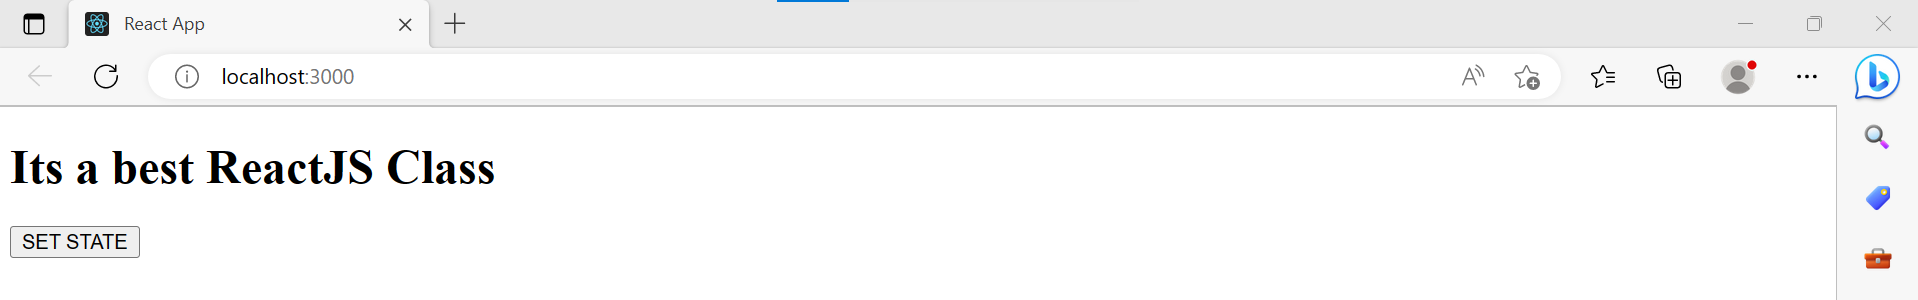 React App
localhost:3000
Its a best ReactJS Class
SET STATE